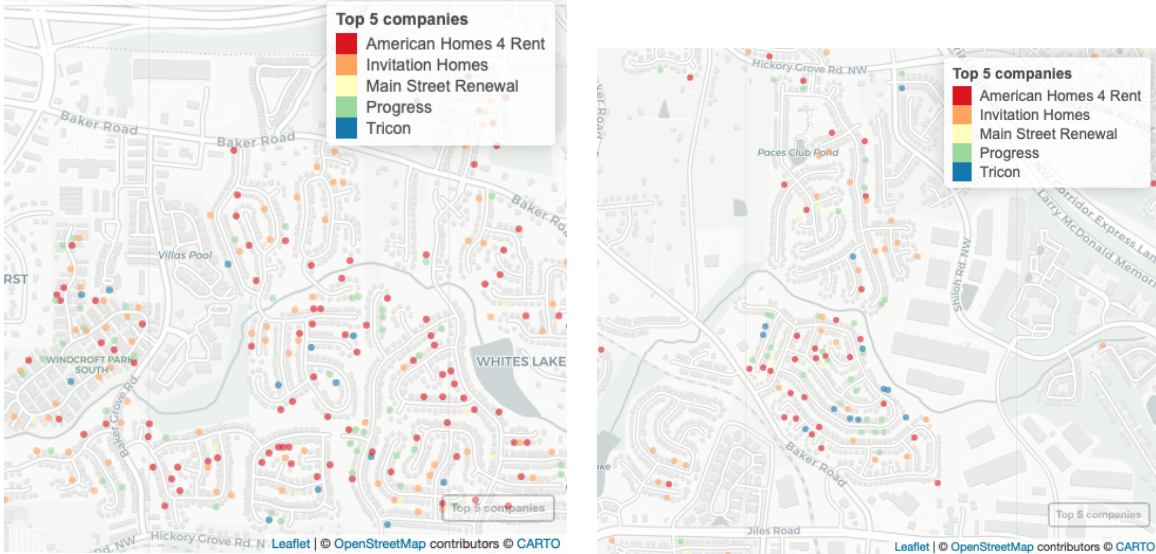 Top 5 companies
American Homes 4 Rent
Invitation Homes
Main Street Renewal
Progress
Tricon
Baker Road
Baker Road
Baker Road
Villas Pool
RST
WINDCROFT PARK
SOUTH
WHITES LAKE
Baker Grove Rd.
Top 5 companies
Hickory Grove Rd. N
Leaflet | © OpenStreetMap contributors © CARTO
Hickory Grove Rd. NW
Top 5 companies
American Homes 4 Rent
Invitation Homes
Main Street Renewal
Progress
Tricon
Paces Club Pond
Corridor Express Lan
Larry McDonald Memor
Shiloh Rd. NW
Baker Road
Jiles Road
Top 5 companies
Leaflet | © OpenStreetMap contributors © CARTO